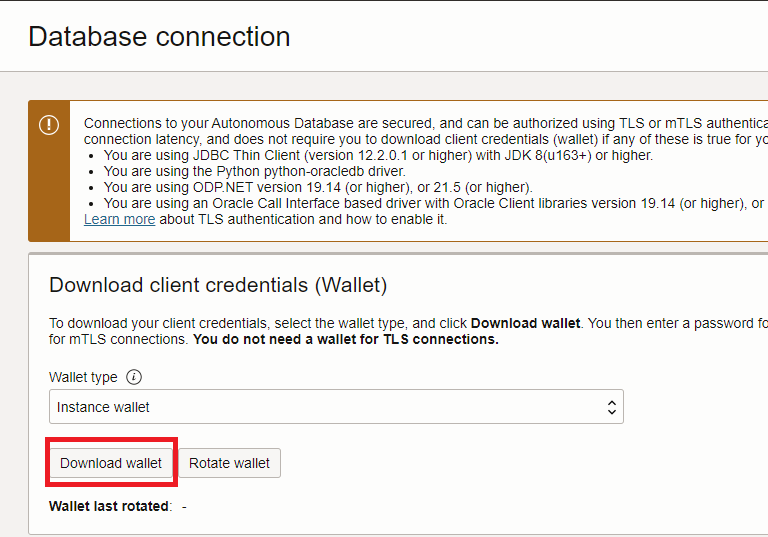 Database connection
Connections to your Autonomous Database are secured, and can be authorized using TLS or mTLS
connection latency, and does not require you to download client credentials (wallet) if any of these is true for
• You are using JDBC Thin Client (version 12.2.0.1 or higher) with JDK 8(u163+) or higher.
• You are using the Python python-oracledb driver.
• You are using ODP.NET version 19.14 (or higher), or 21.5 (or higher).
• You are using an Oracle Call Interface based driver with Oracle Client libraries version 19.14 (or higher), or
Learn more about TLS authentication and how to enable it.
Download client credentials (Wallet)
To download your client credentials, select the wallet type, and click Download wallet. You then enter a password
for mTLS connections. You do not need a wallet for TLS connections.
Wallet type
Instance wallet
Download wallet Rotate wallet
Wallet last rotated: -